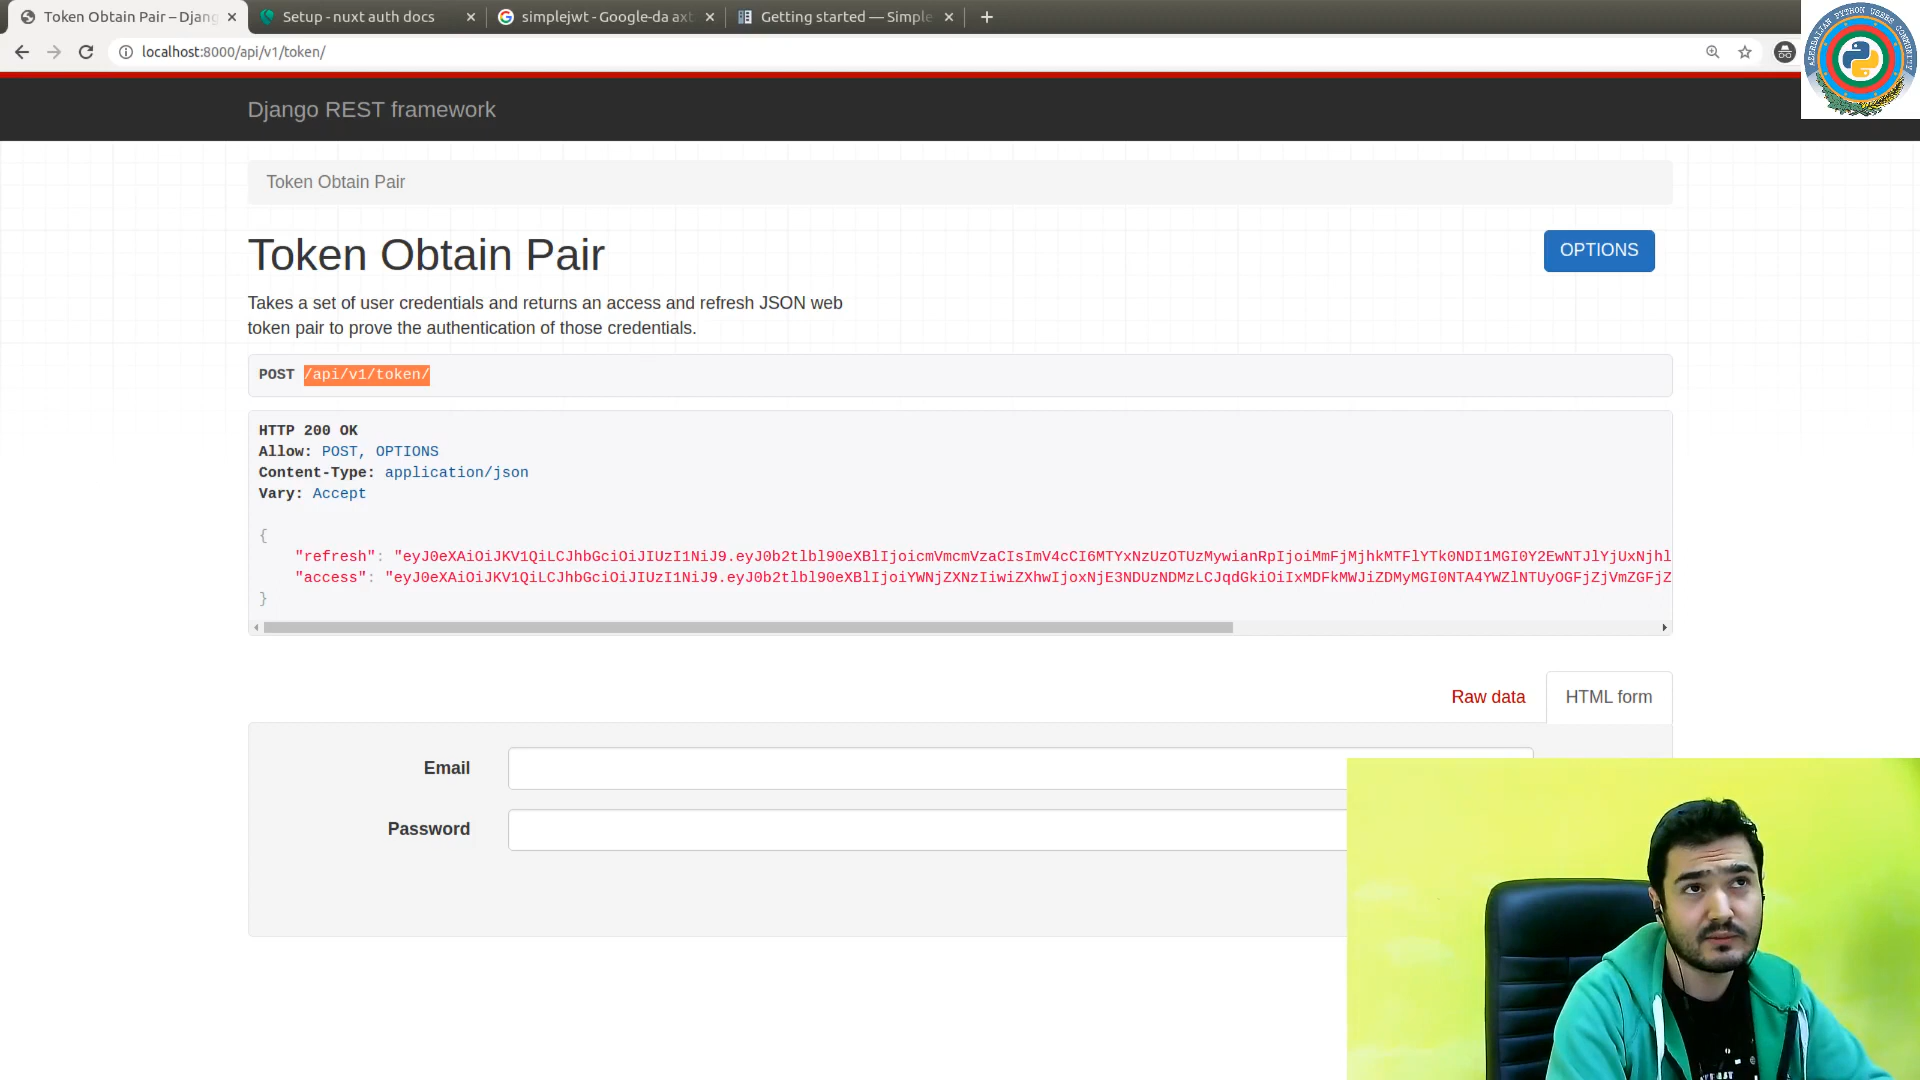 Token Obtain Pair – Djang
Setup - nuxt auth docs
simplejwt - Google-da axt
Getting started — Simple
localhost:8000/api/v1/token/
AZERBAIJAN PYTHON USERS COMMUNITY
Django REST framework
Token Obtain Pair
Token Obtain Pair
OPTIONS
Takes a set of user credentials and returns an access and refresh JSON web
token pair to prove the authentication of those credentials.
POST /api/v1/token/
HTTP 200 OK
Allow: POST, OPTIONS
Content-Type: application/json
Vary: Accept
{
"refresh": "eyJ0eXAiOiJKV1QiLCJhbGciOiJIUzI1NiJ9.eyJ0b2tlbl90eXBlIjoicmVmcmVzaCIsImV4cCI6MTYxNzUzOTUzMywianRpIjoiMmFjMjhkMTFlYTk0NDI1MGI0Y2EwNTJlYjUxNjhl
"access": "eyJ0eXAiOiJKV1QiLCJhbGciOiJIUzI1NiJ9.eyJ0b2tlbl90eXBlIjoiYWNjZXNzIiwiZXhwIjoxNjE3NDUzNDMzLCJqdGkiOiIxMDFkMWJiZDMyMGI0NTA4YWZlNTUyOGFjZjVmZGFjZ
}
Raw data
HTML form
Email
Password